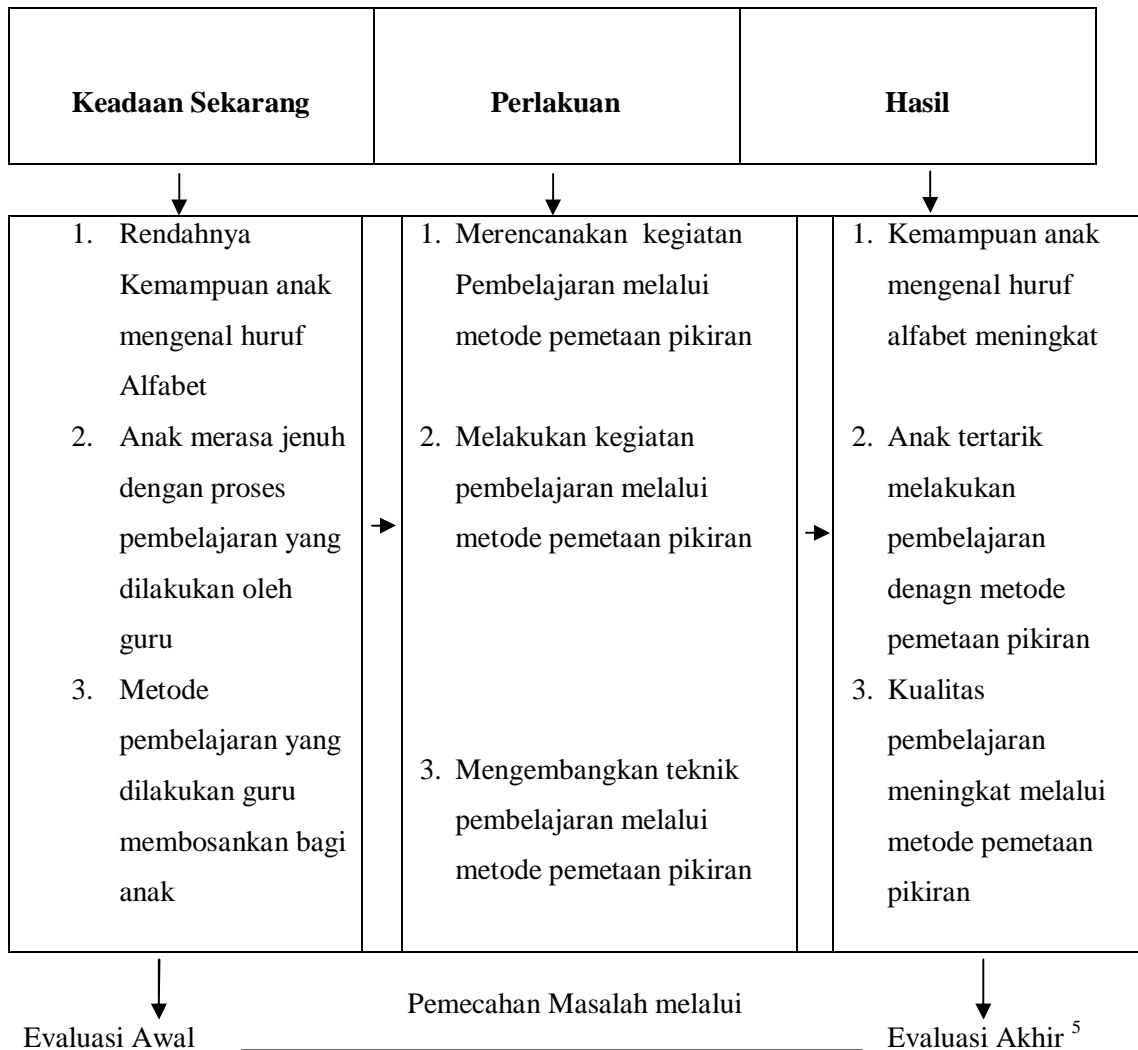 Keadaan Sekarang
Perlakuan
Hasil
1. Rendahnya
Kemampuan anak
mengenal huruf
Alfabet
2. Anak merasa jenuh
dengan proses
pembelajaran yang
dilakukan oleh
guru
3. Metode
pembelajaran yang
dilakukan guru
membosankan bagi
anak
1. Merencanakan kegiatan
Pembelajaran melalui
metode pemetaan pikiran
2. Melakukan kegiatan
pembelajaran melalui
metode pemetaan pikiran
3. Mengembangkan teknik
pembelajaran melalui
metode pemetaan pikiran
1. Kemampuan anak
mengenal huruf
alfabet meningkat
2. Anak tertarik
melakukan
pembelajaran
denagn metode
pemetaan pikiran
3. Kualitas
pembelajaran
meningkat melalui
metode pemetaan
pikiran
Pemecahan Masalah melalui
Evaluasi Awal
Evaluasi Akhir 5